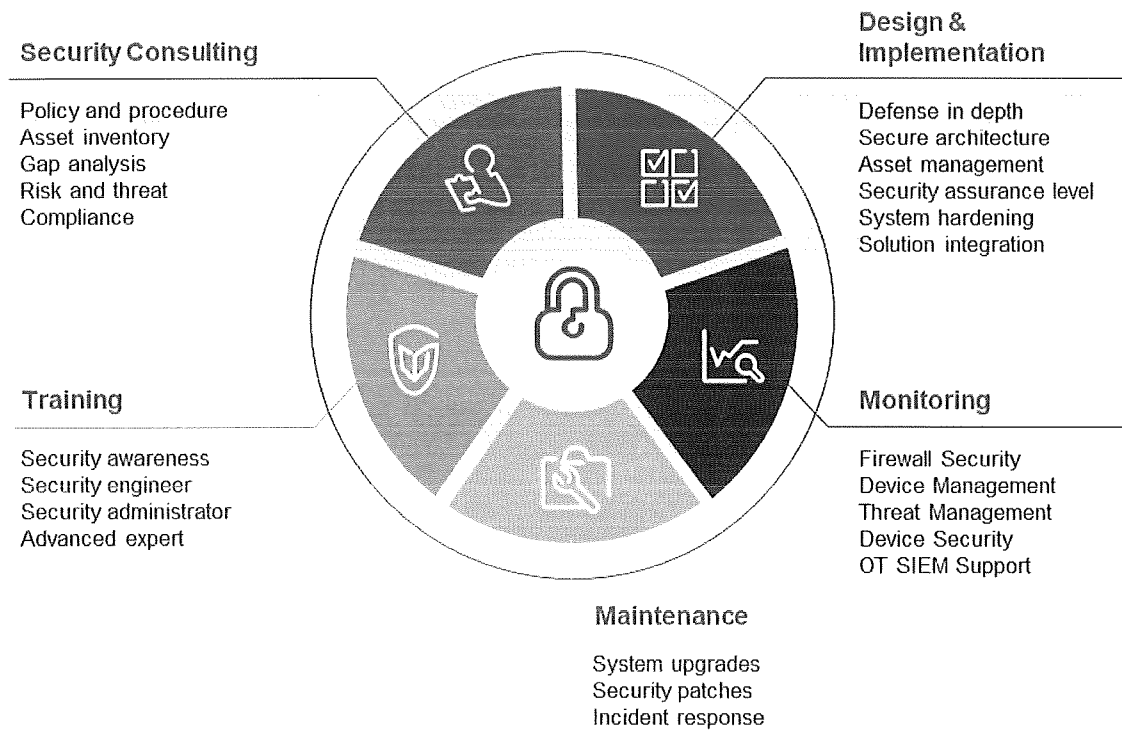 Security Consulting
Policy and procedure
Asset inventory
Gap analysis
Risk and threat
Compliance
Design &
Implementation
Defense in depth
Secure architecture
Asset management
Security assurance level
System hardening
Solution integration
Training
Security awareness
Security engineer
Security administrator
Advanced expert
Monitoring
Firewall Security
Device Management
Threat Management
Device Security
OT SIEM Support
Maintenance
System upgrades
Security patches
Incident response